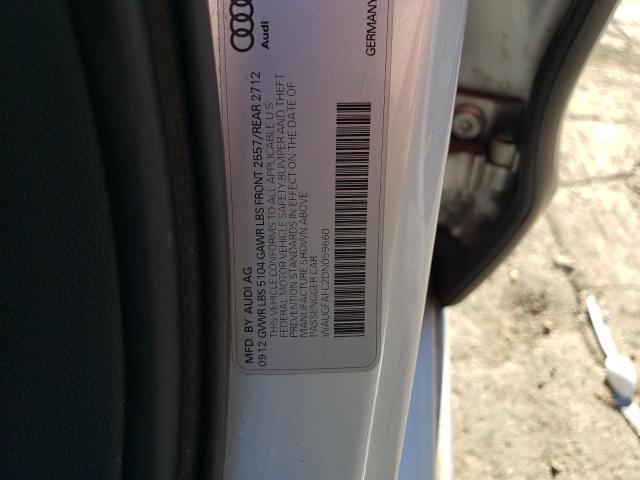 MFD. BY AUDI AG
0912 GVWR LBS 5104 GAWR LBS FRONT 2557/REAR 2712
THIS VEHICLE CONFORMS TO ALL APPLICABLE U.S.
FEDERAL MOTOR VEHICLE SAFETY BUMPER AND THEFT
PREVENTION STANDARDS IN EFFECT ON THE DATE OF
MANUFACTURE SHOWN ABOVE
PASSENGGER CAR
WAUGFAFC2DN059660
Audi
GERMANY